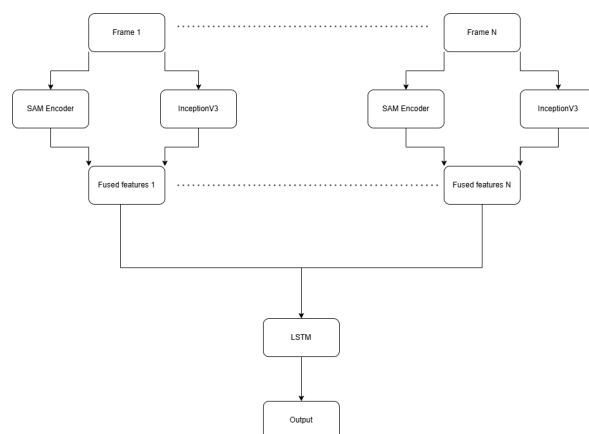 Frame 1
Frame N
SAM Encoder
InceptionV3
SAM Encoder
InceptionV3
Fused features 1
Fused features N
LSTM
Output